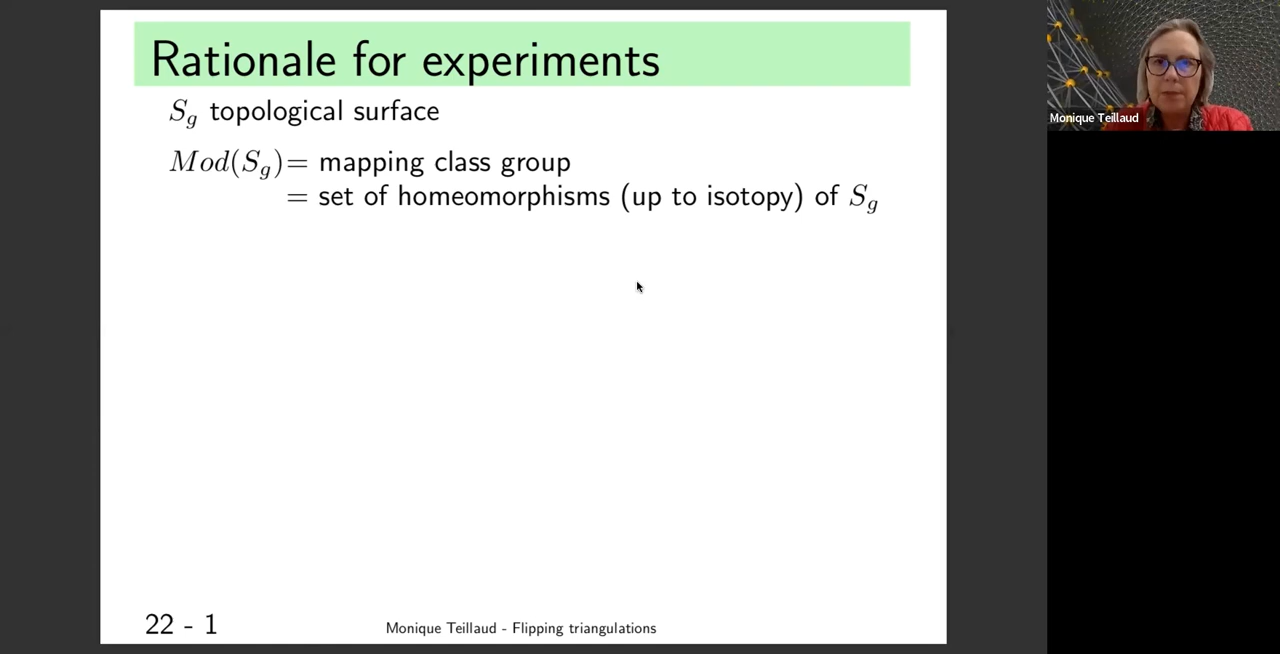 Rationale for experiments
S_g topological surface
Mod(S_g)= mapping class group
= set of homeomorphisms (up to isotopy) of S_g
22 - 1
Monique Teillaud - Flipping triangulations
Monique Teillaud